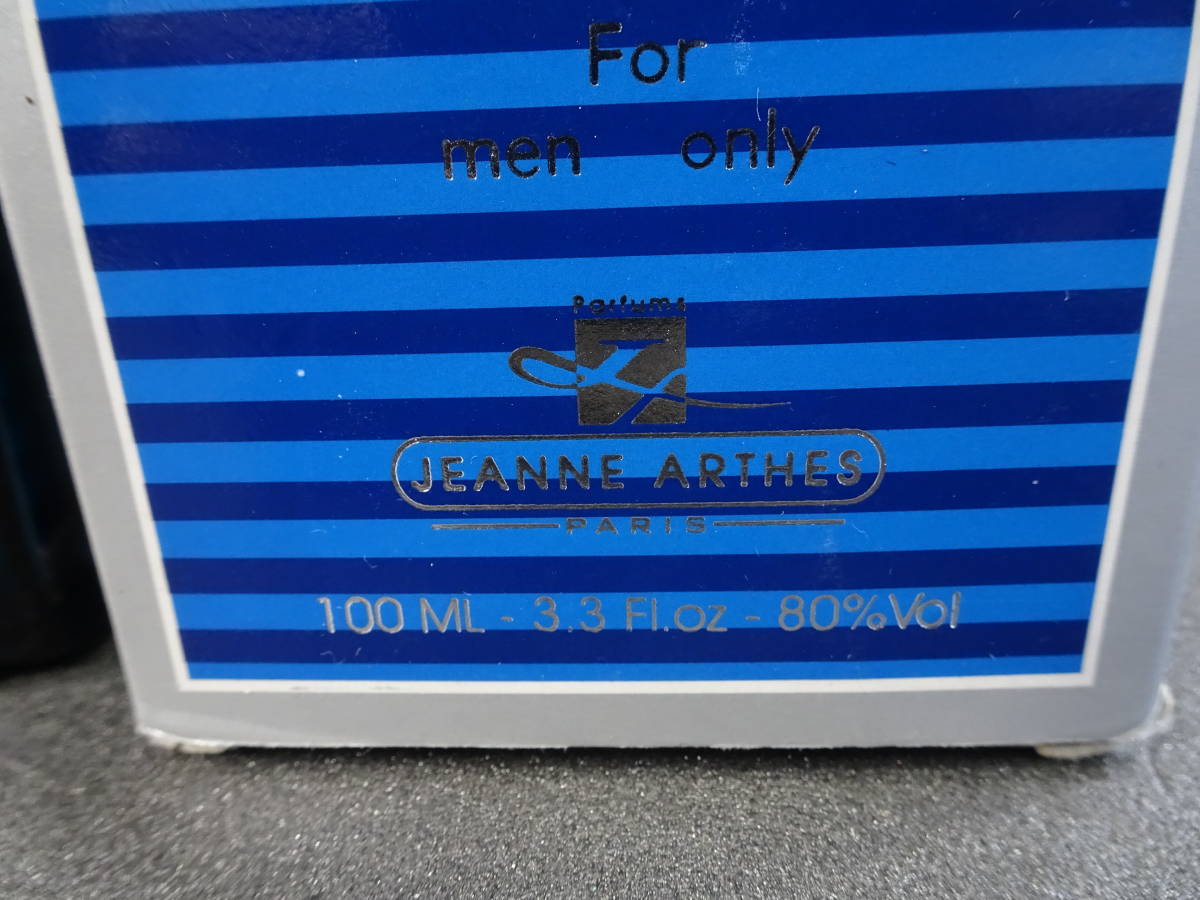 For
men only
Parfums
JEANNE ARTHES
PARIS
100 ML - 3.3 Fl.oz - 80%Vol